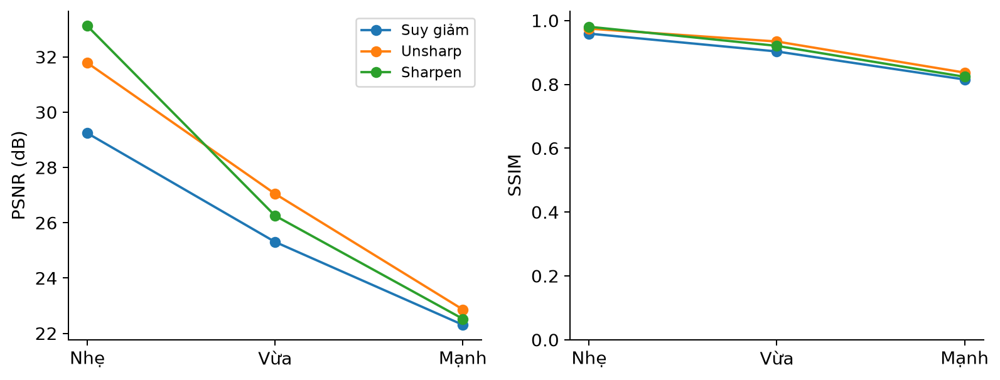 PSNR (dB)
32
30
28
26
24
22
Nhẹ
Vừa
Mạnh
Suy giảm
Unsharp
Sharpen
SSIM
1.0
0.8
0.6
0.4
0.2
0.0
Nhẹ
Vừa
Mạnh